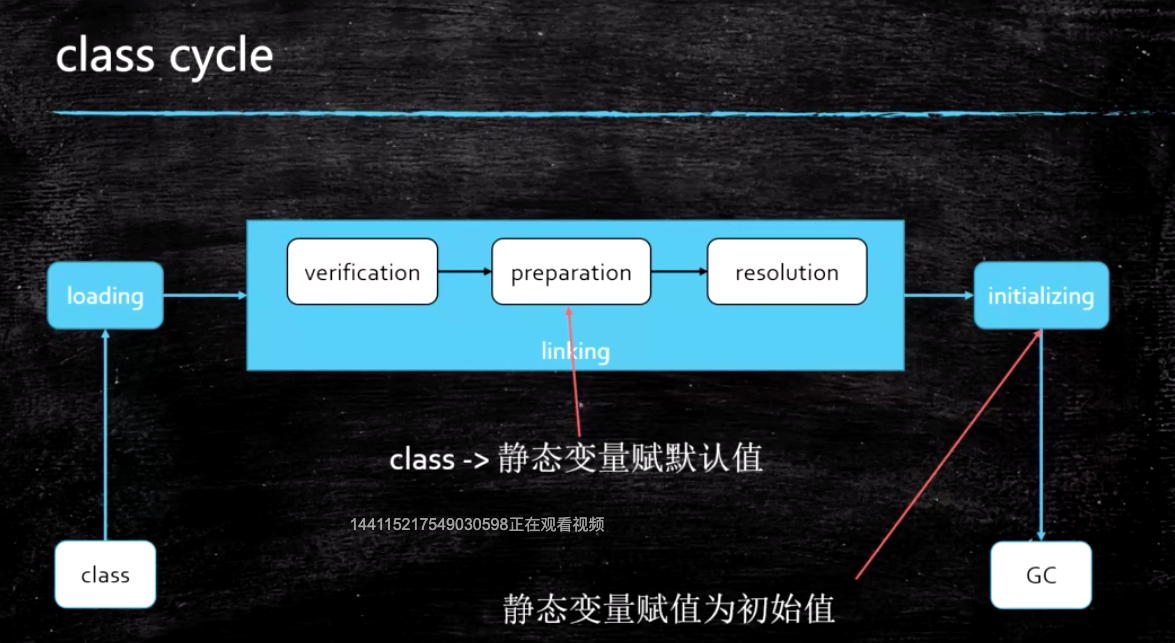 class cycle
verification
preparation
resolution
loading
initializing
linking
class -> 静态变量赋默认值
144115217549030598正在观看视频
class
GC
静态变量赋值为初始值